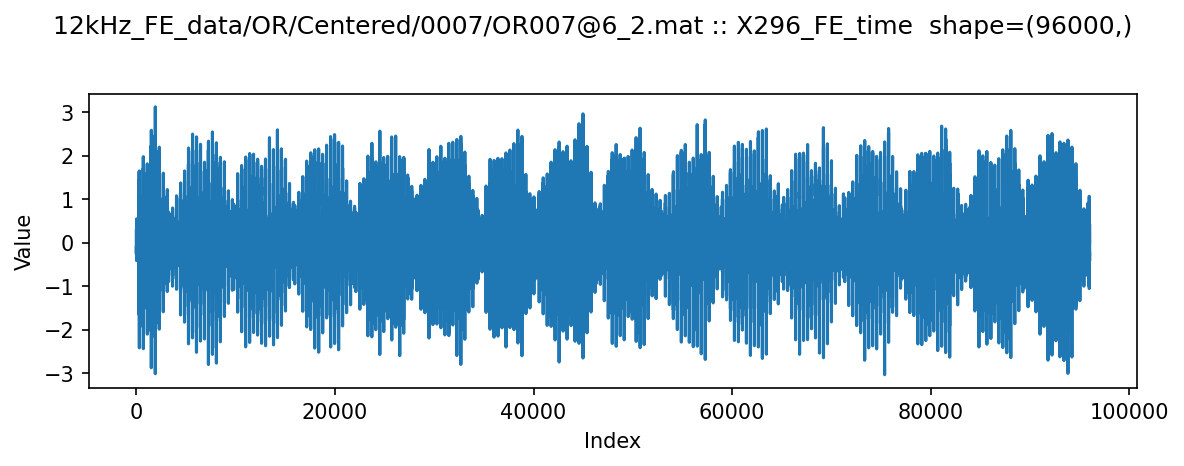 12kHz_FE_data/OR/Centered/0007/OR007@6_2.mat :: X296_FE_time  shape=(96000,)
3
2
1
0
−1
−2
−3
Value
0 20000 40000 60000 80000 100000
Index